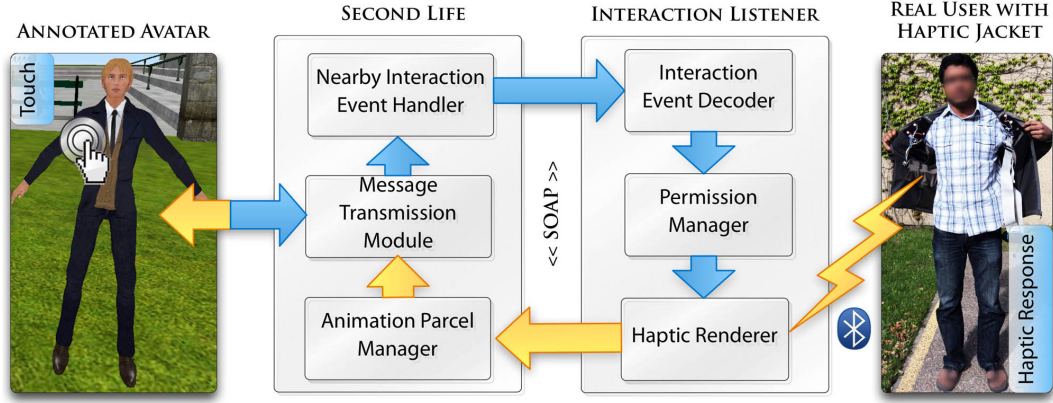 ANNOTATED AVATAR
Touch
SECOND LIFE
Nearby Interaction
Event Handler
Message
Transmission
Module
Animation Parcel
Manager
<< SOAP >>
INTERACTION LISTENER
Interaction
Event Decoder
Permission
Manager
Haptic Renderer
REAL USER WITH
HAPTIC JACKET
Haptic Response